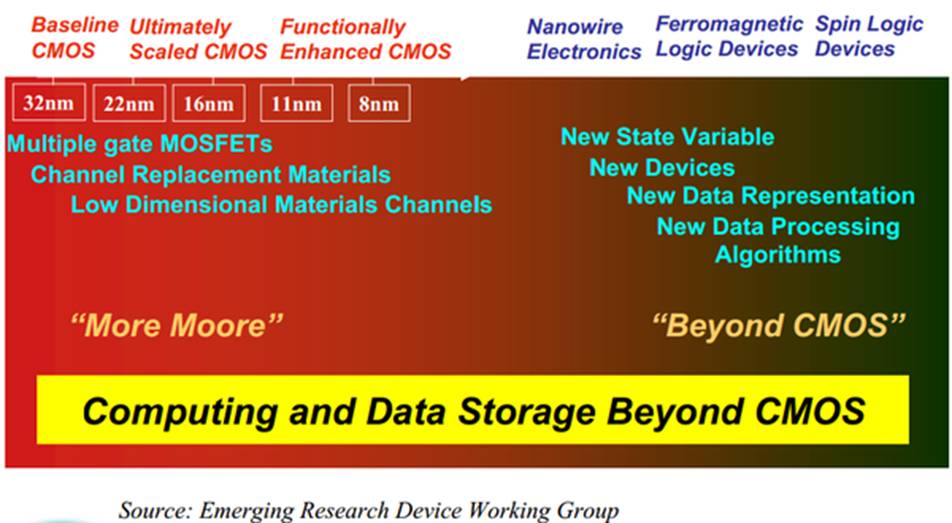 Baseline CMOS
Ultimately Scaled CMOS
Functionally Enhanced CMOS
Nanowire Electronics
Ferromagnetic Logic Devices
Spin Logic Devices
32nm 22nm 16nm 11nm 8nm
Multiple gate MOSFETs
Channel Replacement Materials
Low Dimensional Materials Channels
New State Variable
New Devices
New Data Representation
New Data Processing
Algorithms
“More Moore”
“Beyond CMOS”
Computing and Data Storage Beyond CMOS
Source: Emerging Research Device Working Group